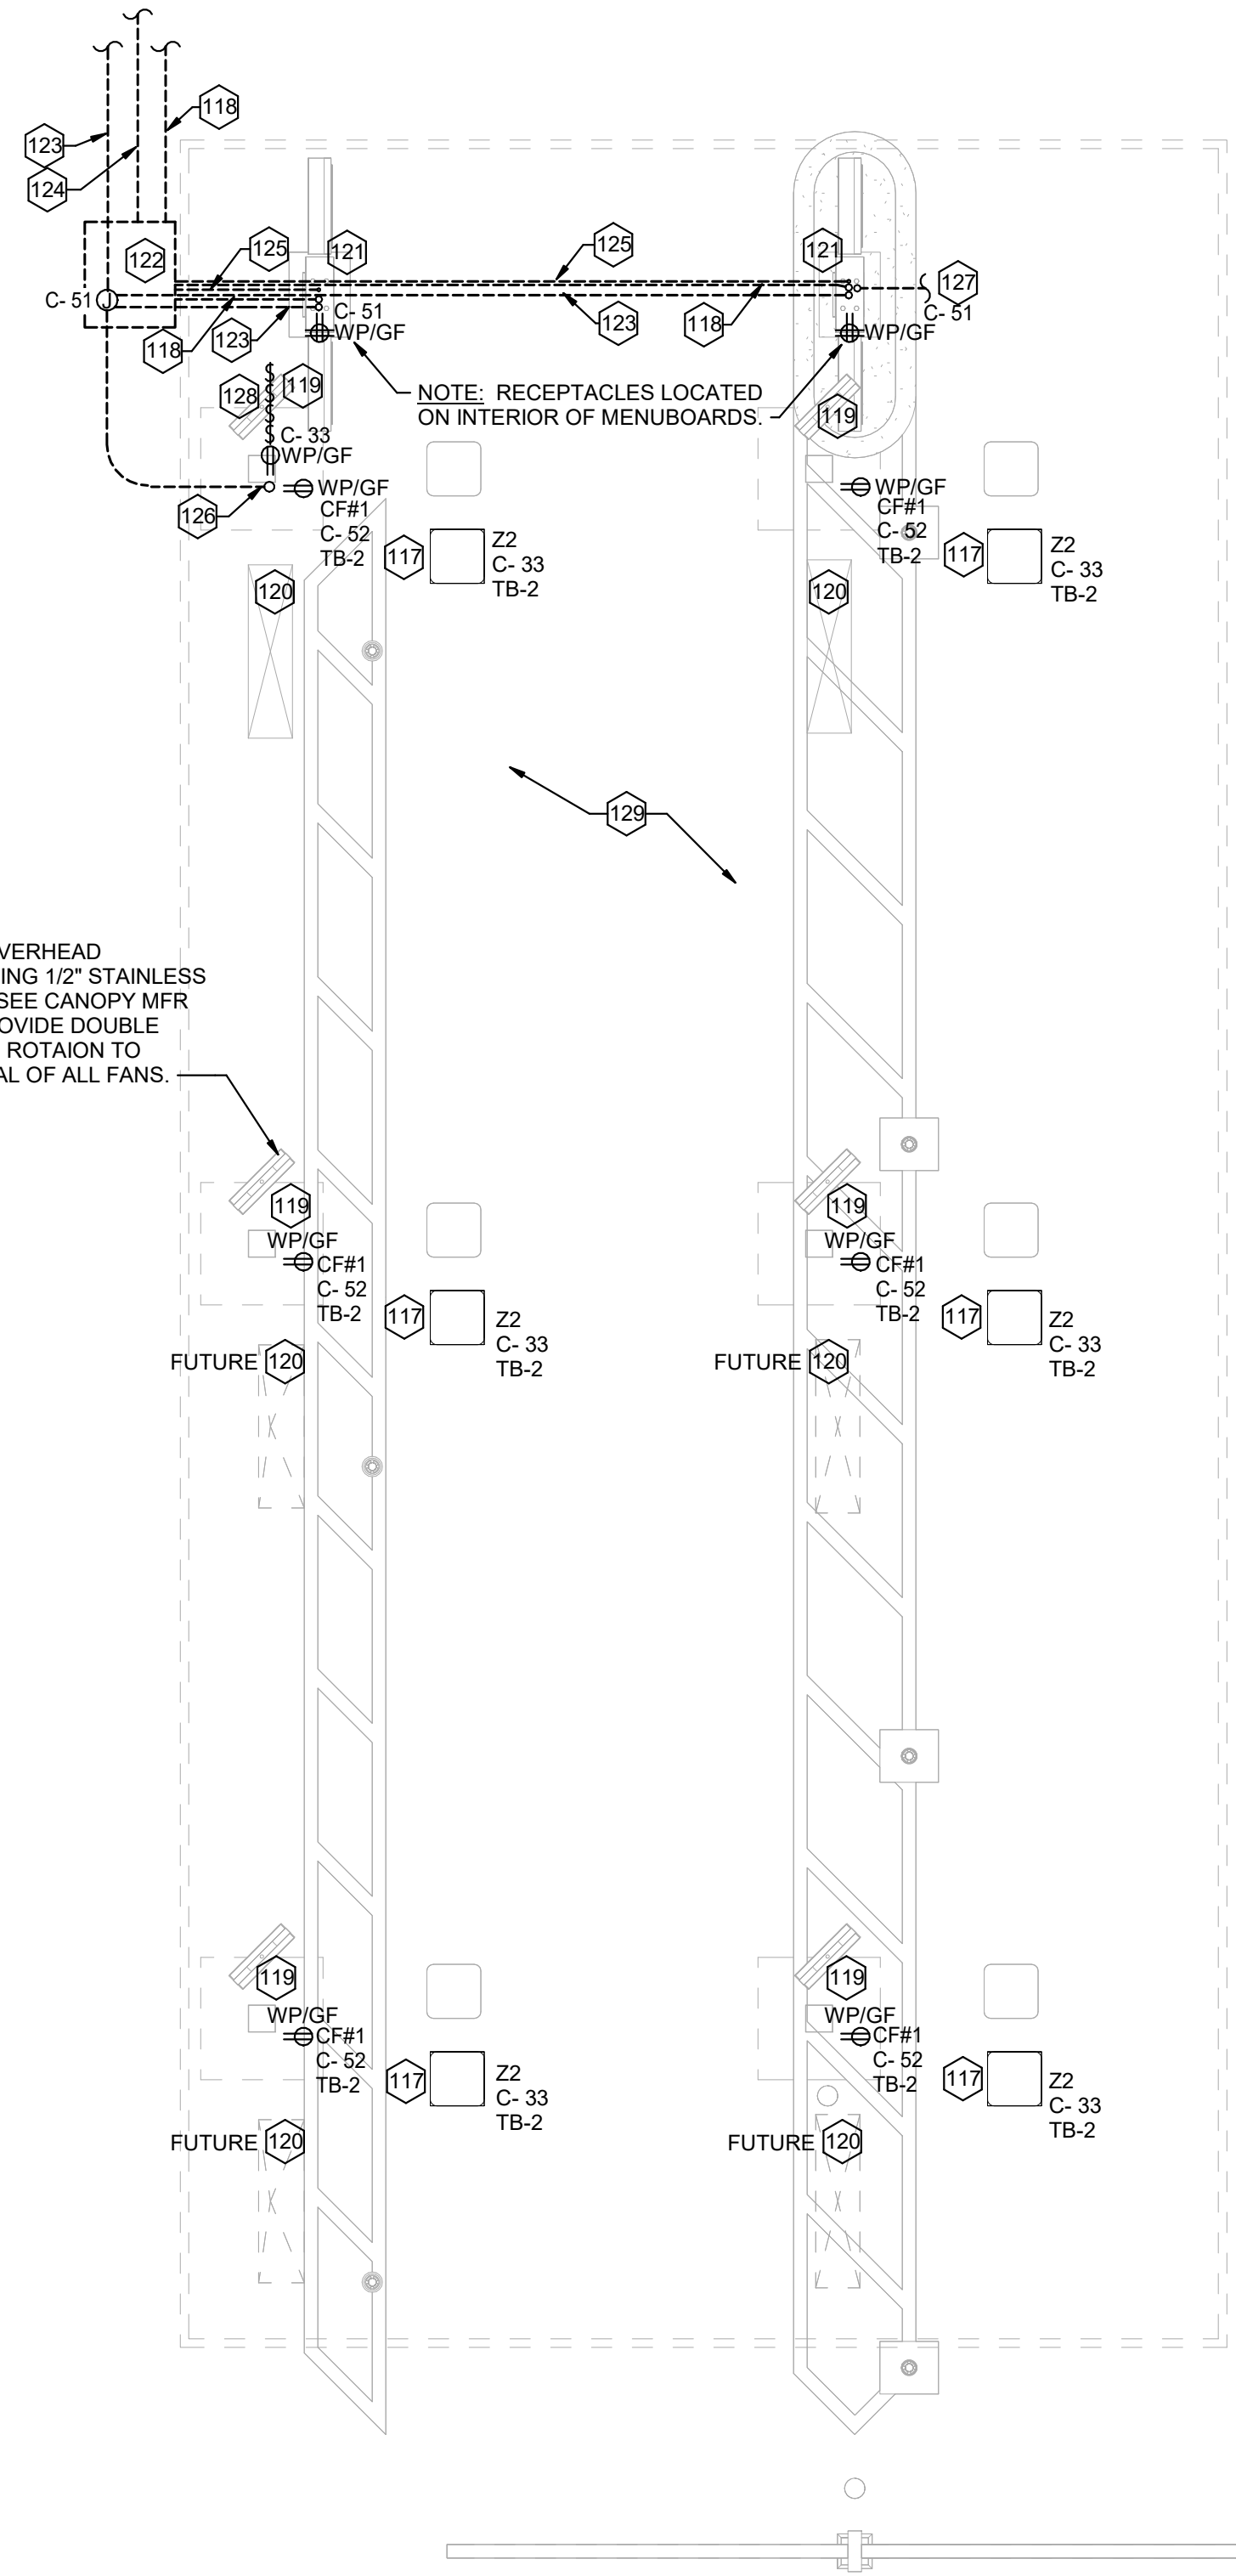 118
123
124
122
125
121
125
121
127
C- 51
C- 51
C- 51
WP/GF
WP/GF
118
123
123
118
NOTE: RECEPTACLES LOCATED
ON INTERIOR OF MENUBOARDS.
128
119
119
C- 33
WP/GF
126
WP/GF
CF#1
C- 52
TB-2
WP/GF
CF#1
C- 52
TB-2
117
Z2
C- 33
TB-2
117
Z2
C- 33
TB-2
120
120
129
VERHEAD
ING 1/2" STAINLESS
SEE CANOPY MFR
OVIDE DOUBLE
ROTAION TO
AL OF ALL FANS.
119
WP/GF
CF#1
C- 52
TB-2
119
WP/GF
CF#1
C- 52
TB-2
117
Z2
C- 33
TB-2
117
Z2
C- 33
TB-2
FUTURE 120
FUTURE 120
119
WP/GF
CF#1
C- 52
TB-2
119
WP/GF
CF#1
C- 52
TB-2
117
Z2
C- 33
TB-2
117
Z2
C- 33
TB-2
FUTURE 120
FUTURE 120